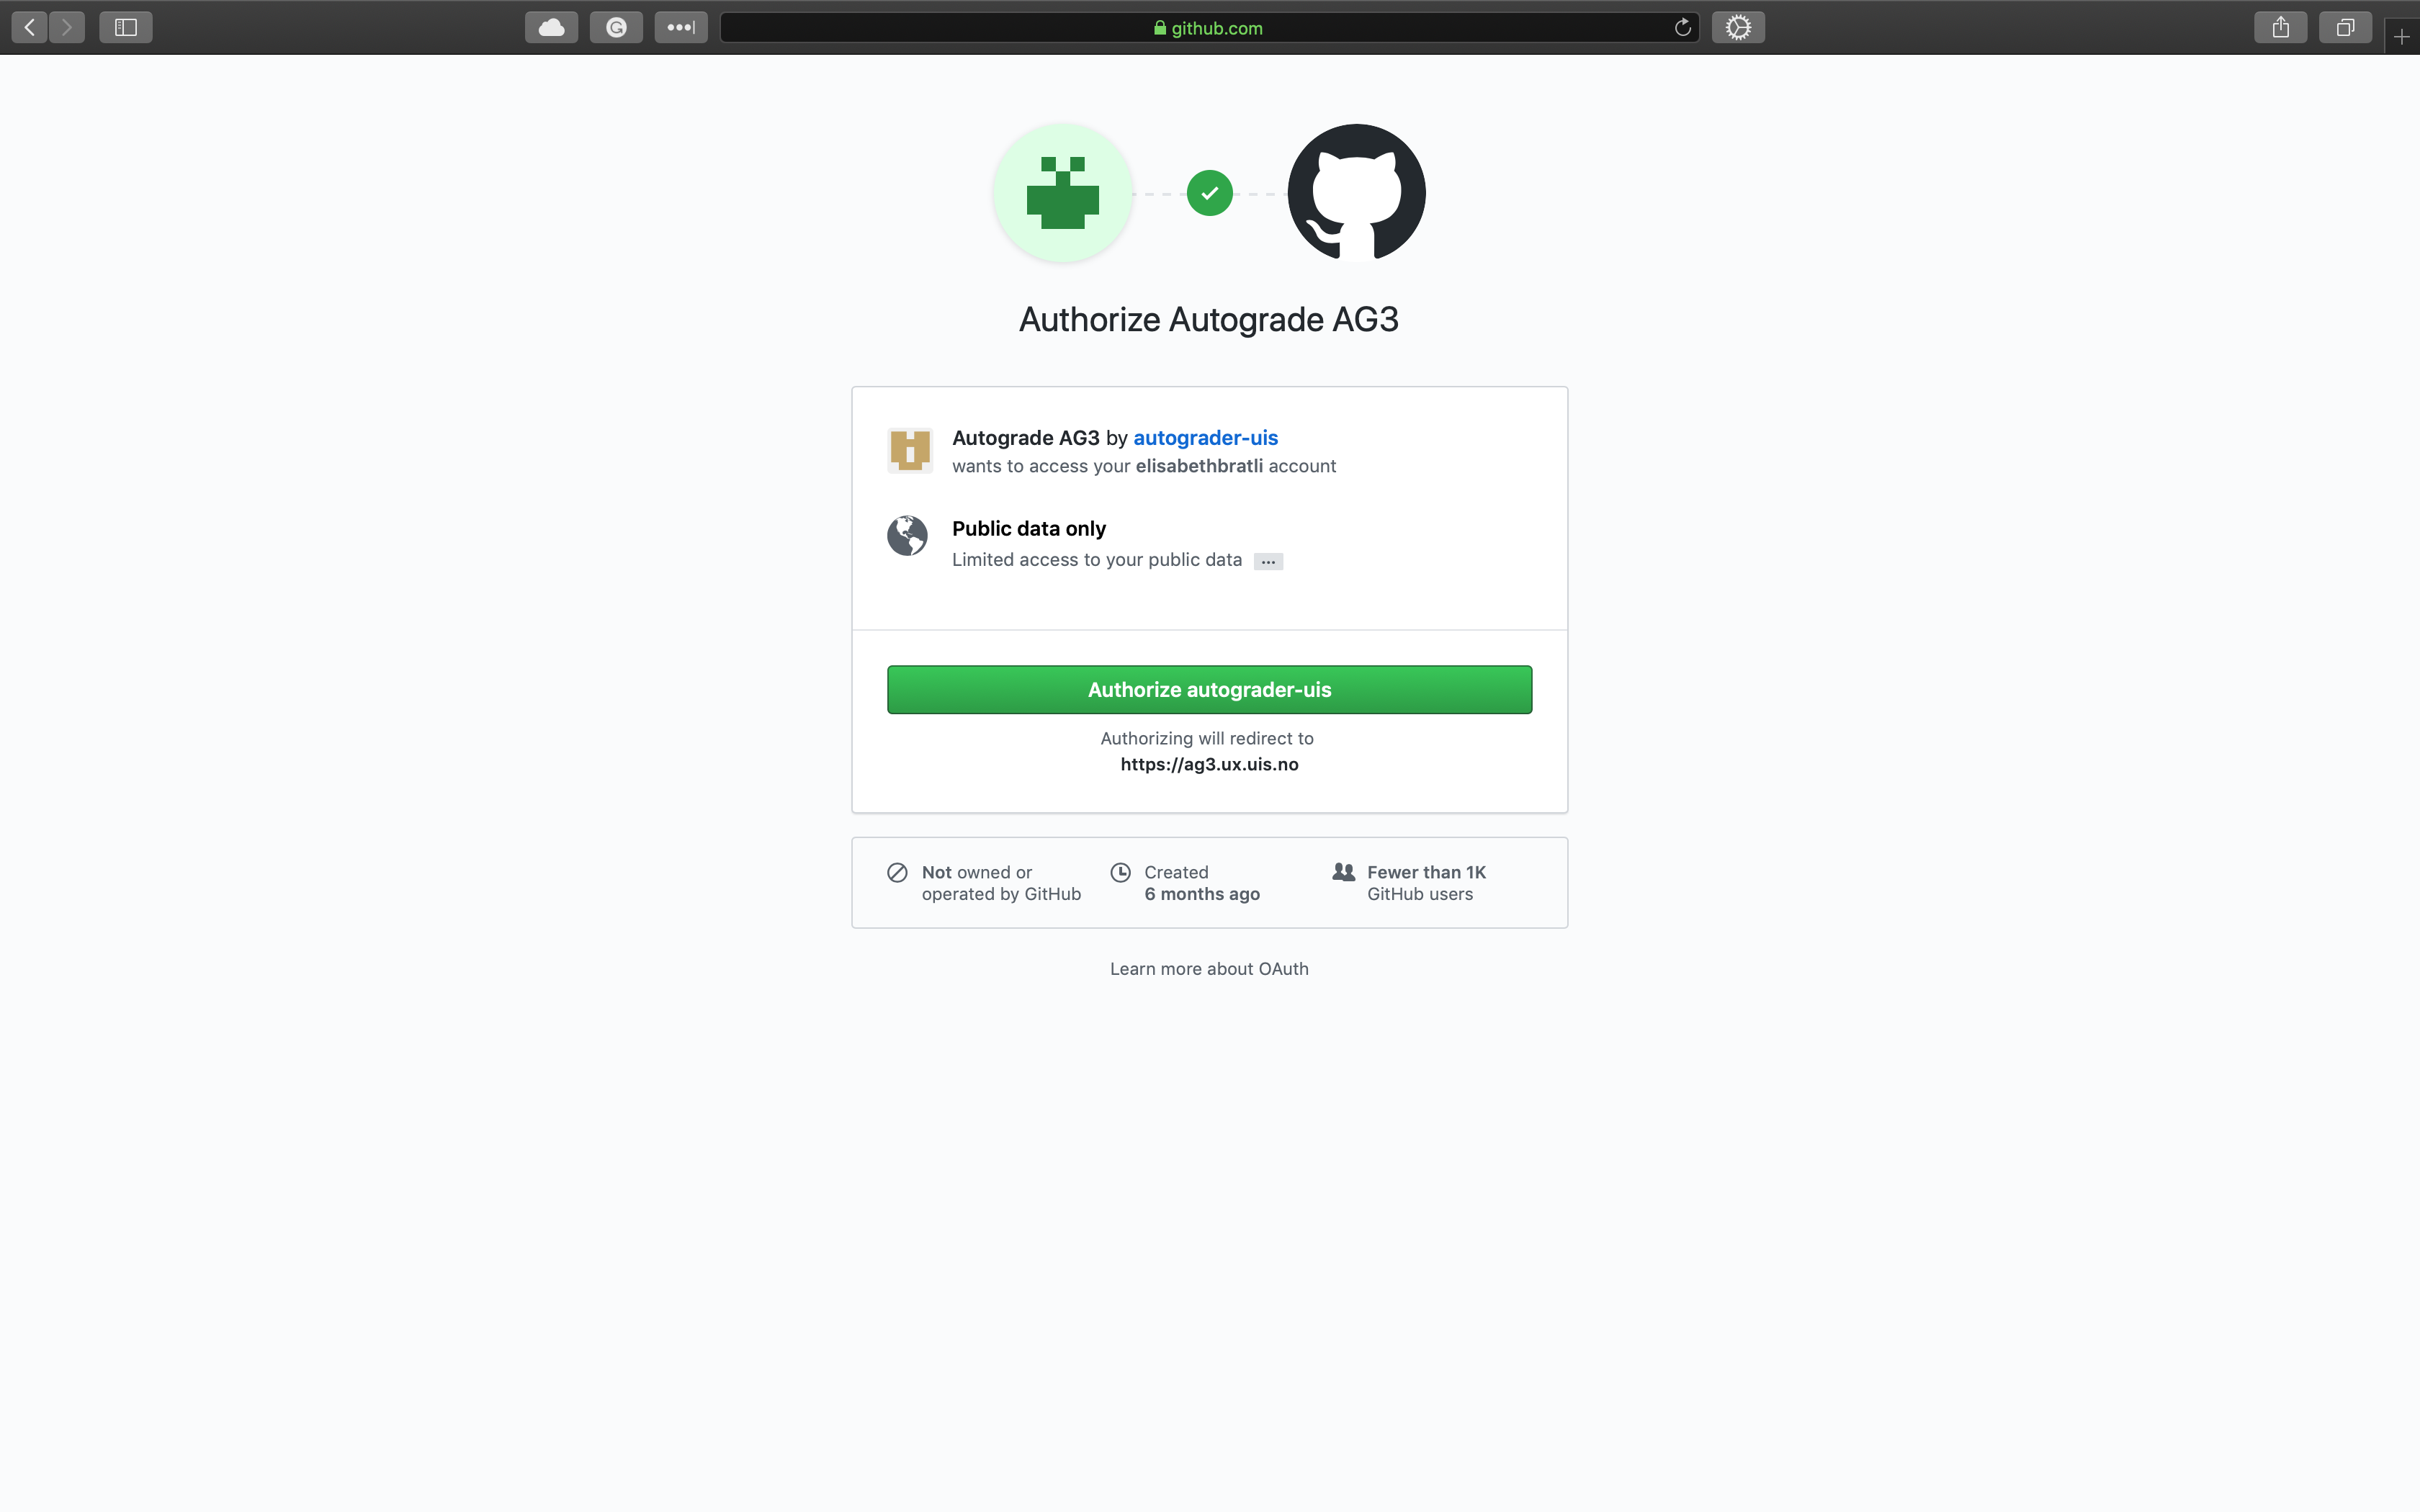 github.com
Authorize Autograde AG3
Autograde AG3 by autograder-uis
wants to access your elisabethbratli account
Public data only
Limited access to your public data ...
Authorize autograder-uis
Authorizing will redirect to
https://ag3.ux.uis.no
Not owned or
operated by GitHub
Created
6 months ago
Fewer than 1K
GitHub users
Learn more about OAuth